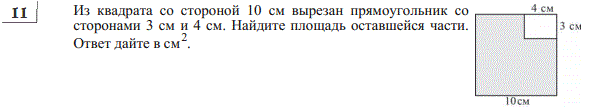 11
Из квадрата со стороной 10 см вырезан прямоугольник со
сторонами 3 см и 4 см. Найдите площадь оставшейся части.
Ответ дайте в см².
4 см
3 см
10см